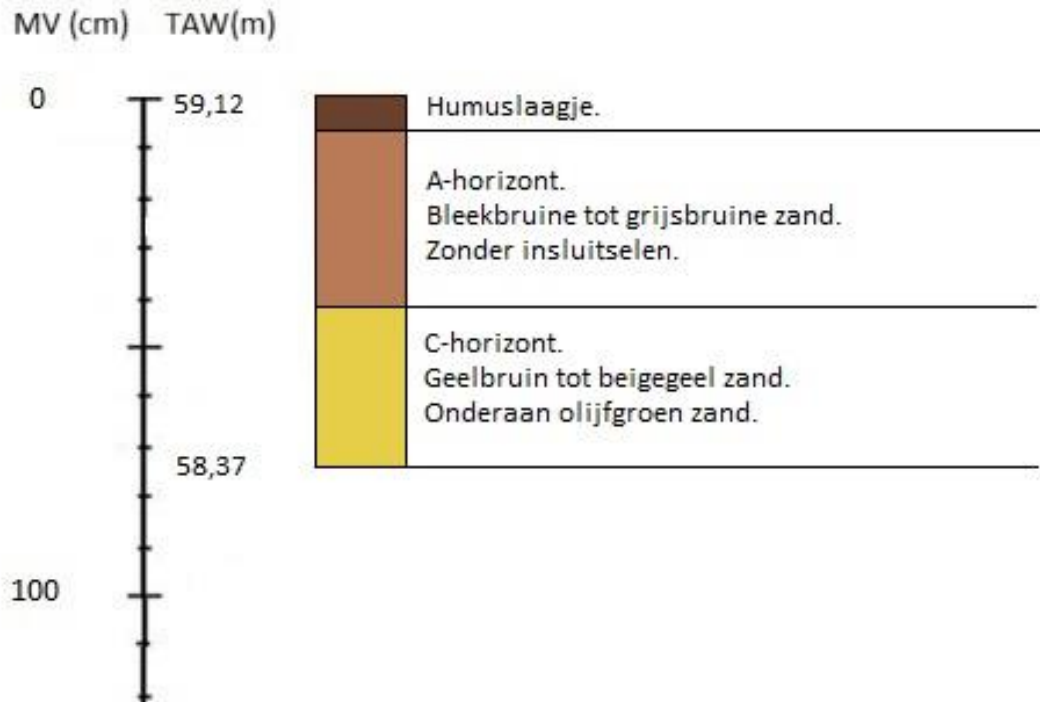 MV (cm) TAW(m)
0 59,12
Humuslaagje.
A-horizont.
Bleekbruine tot grijsbruine zand.
Zonder insluitselen.
C-horizont.
Geelbruin tot beigegeel zand.
Onderaan olijfgroen zand.
58,37
100